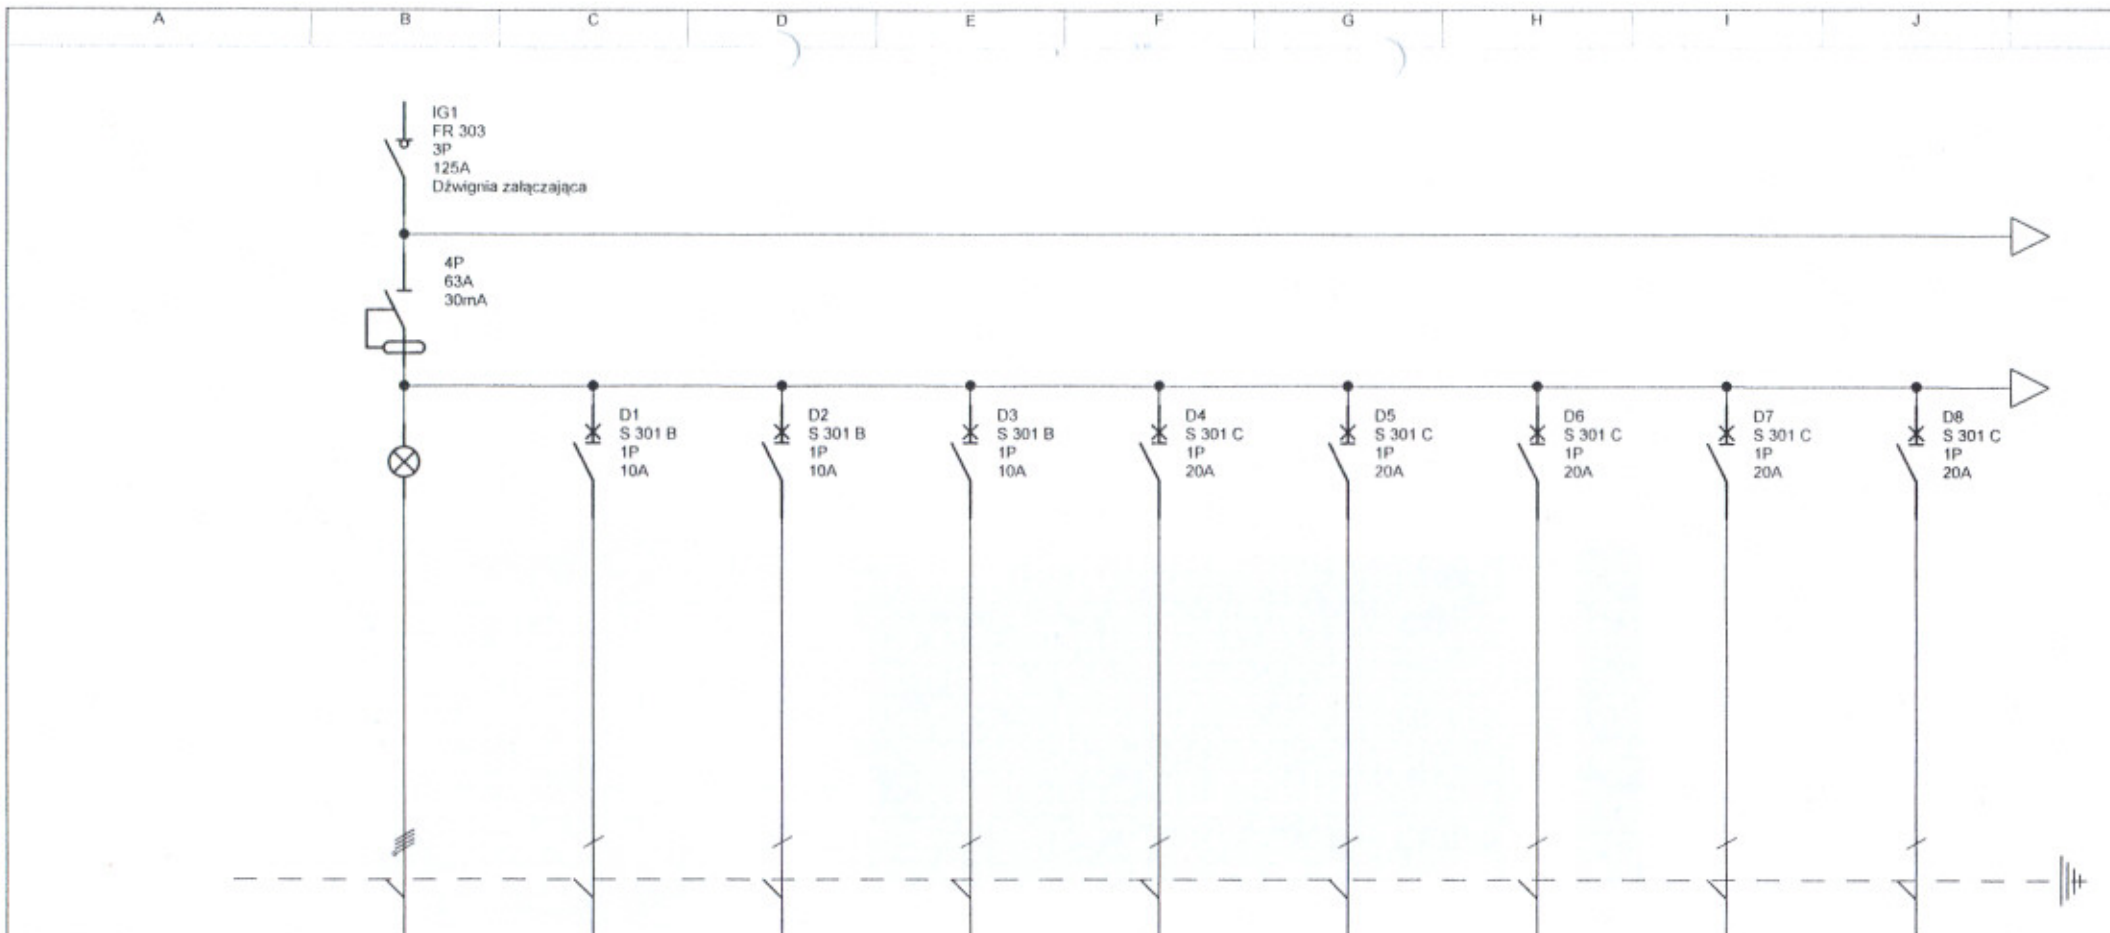 A B C D E F G H I J
IG1
FR 303
3P
125A
Dźwignia załączająca
4P
63A
30mA
D1
S 301 B
1P
10A
D2
S 301 B
1P
10A
D3
S 301 B
1P
10A
D4
S 301 C
1P
20A
D5
S 301 C
1P
20A
D6
S 301 C
1P
20A
D7
S 301 C
1P
20A
D8
S 301 C
1P
20A